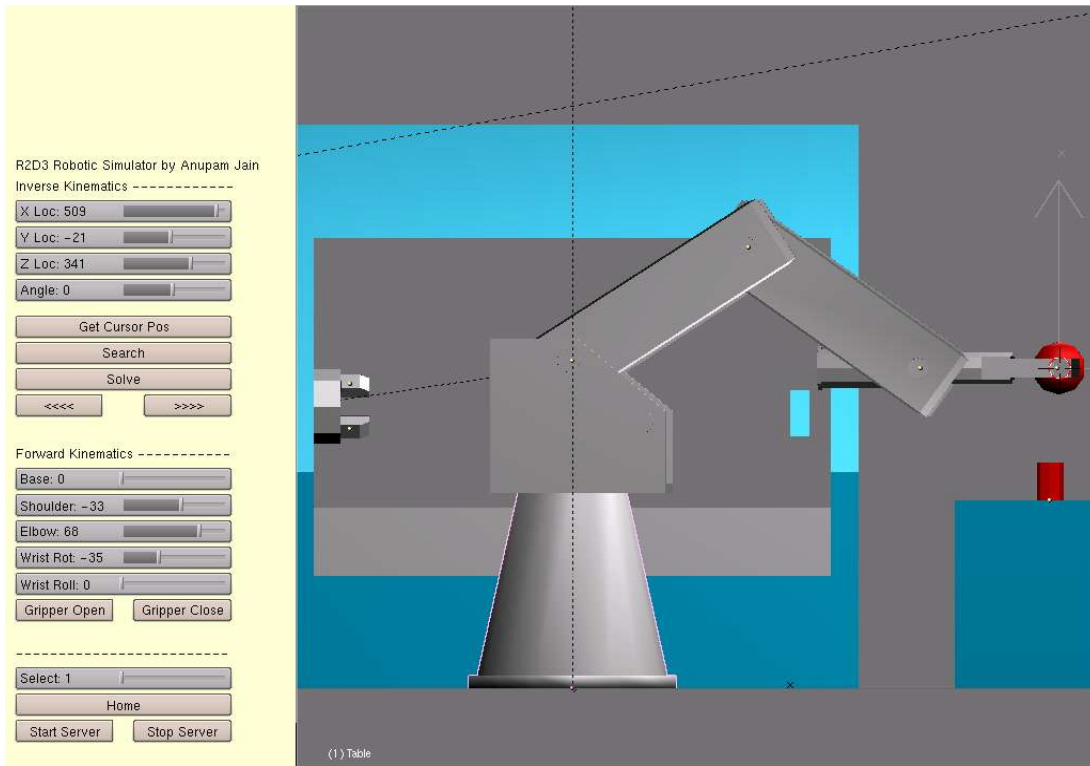 R2D3 Robotic Simulator by Anupam Jain
Inverse Kinematics --------------
X Loc: 509
Y Loc: -21
Z Loc: 341
Angle: 0
Get Cursor Pos
Search
Solve
<<<< >>>>
Forward Kinematics -------------
Base: 0
Shoulder: -33
Elbow: 68
Wrist Rot: -35
Wrist Roll: 0
Gripper Open Gripper Close
------------------------------
Select: 1
Home
Start Server Stop Server
(1) Table